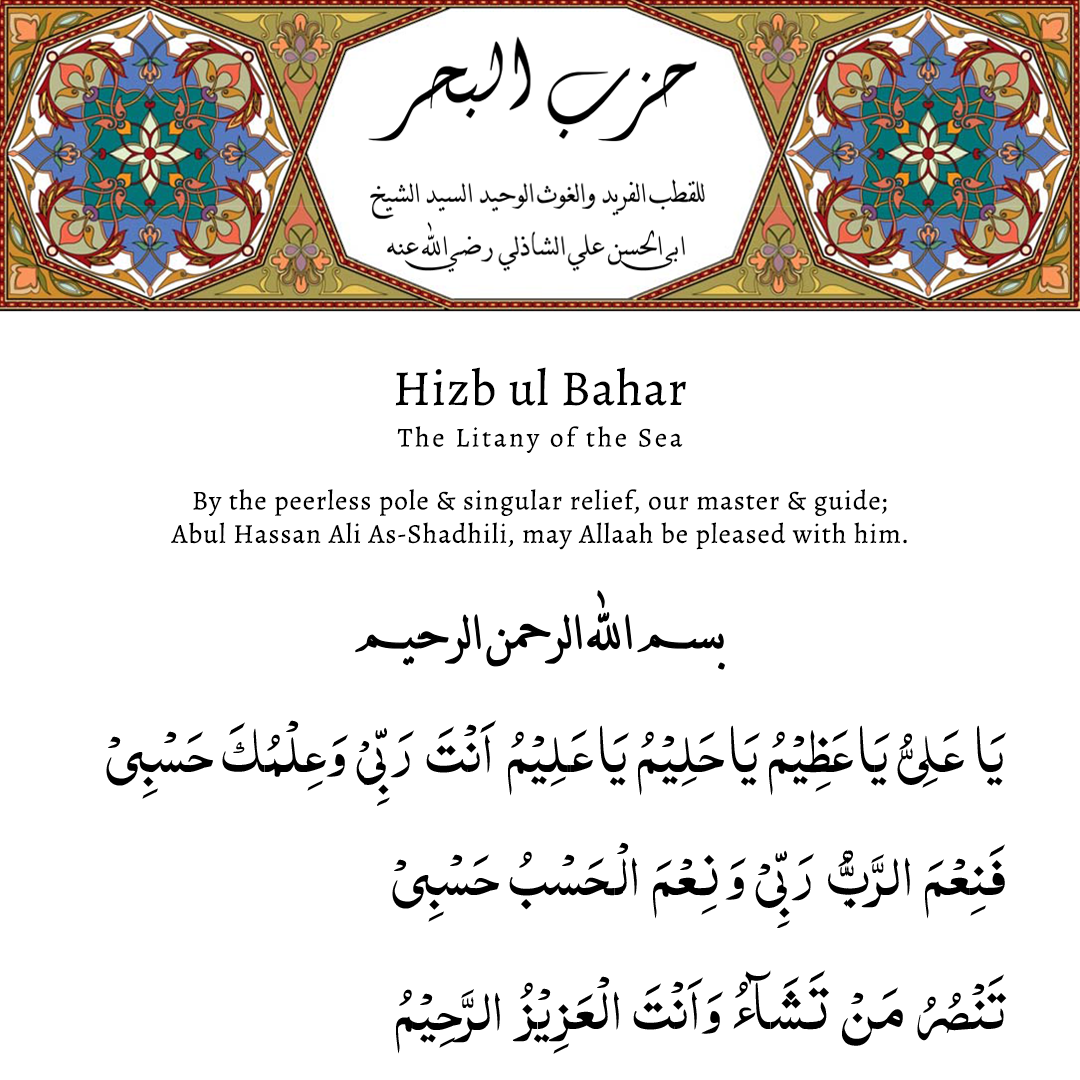 حزب البحر
للقطب الفريد والغوث الوحيد السيد الشيخ
ابى الحسن علي الشاذلي رضي الله عنه
Hizb ul Bahar
The Litany of the Sea
By the peerless pole & singular relief, our master & guide;
Abul Hassan Ali As-Shadhili, may Allaah be pleased with him.
بسم الله الرحمن الرحيم
يَا عَلِىُّ يَا عَظِيْمُ يَا حَلِيْمُ يَا عَلِيْمُ اَنْتَ رَبِّىْ وَعِلْمُكَ حَسْبِىْ
فَنِعْمَ الرَّبُّ رَبِّىْ وَنِعْمَ الْحَسْبُ حَسْبِىْ
تَنْصُرُ مَنْ تَشَآءُ وَاَنْتَ الْعَزِيْزُ الرَّحِيْمُ